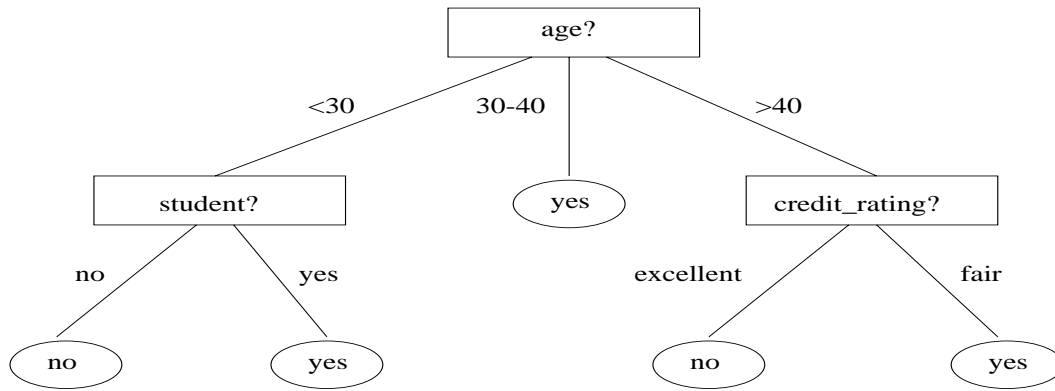 age?
<30
30-40
>40
student?
yes
credit_rating?
no
yes
excellent
fair
no
yes
no
yes